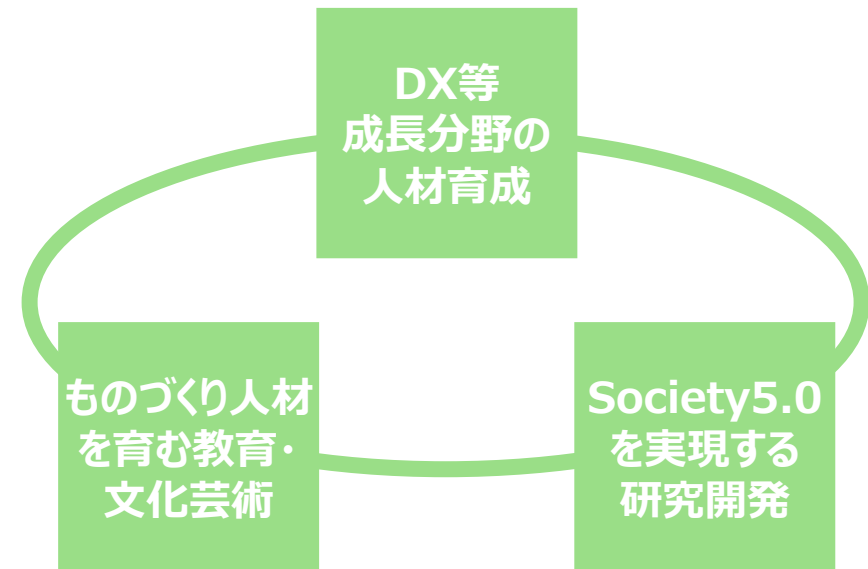 DX等
成長分野の
人材育成
ものづくり人材
を育む教育・
文化芸術
Society5.0
を実現する
研究開発